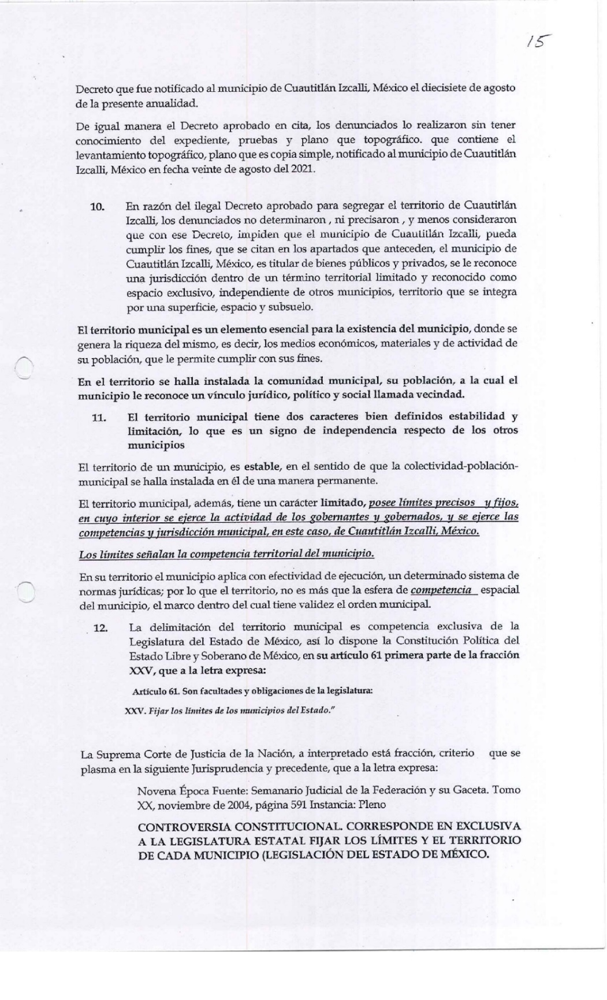 15
Decreto que fue notificado al municipio de Cuautitlán Izcalli, México el diecisiete de agosto
de la presente anualidad.
De igual manera el Decreto aprobado en cita, los denunciados lo realizaron sin tener
conocimiento del expediente, pruebas y plano que topográfico. que contiene el
levantamiento topográfico, plano que es copia simple, notificado al municipio de Cuautitlán
Izcalli, México en fecha veinte de agosto del 2021.
10. En razón del ilegal Decreto aprobado para segregar el territorio de Cuautitlán
Izcalli, los denunciados no determinaron , ni precisaron , y menos consideraron
que con ese Decreto, impiden que el municipio de Cuautitlán Izcalli, pueda
cumplir los fines, que se citan en los apartados que anteceden, el municipio de
Cuautitlán Izcalli, México, es titular de bienes públicos y privados, se le reconoce
una jurisdicción dentro de un término territorial limitado y reconocido como
espacio exclusivo, independiente de otros municipios, territorio que se integra
por una superficie, espacio y subsuelo.
El territorio municipal es un elemento esencial para la existencia del municipio, donde se
genera la riqueza del mismo, es decir, los medios económicos, materiales y de actividad de
su población, que le permite cumplir con sus fines.
En el territorio se halla instalada la comunidad municipal, su población, a la cual el
municipio le reconoce un vínculo jurídico, político y social llamada vecindad.
11. El territorio municipal tiene dos caracteres bien definidos estabilidad y
limitación, lo que es un signo de independencia respecto de los otros
municipios
El territorio de un municipio, es estable, en el sentido de que la colectividad-población-
municipal se halla instalada en él de una manera permanente.
El territorio municipal, además, tiene un carácter limitado, posee límites precisos y fijos,
en cuyo interior se ejerce la actividad de los gobernantes y gobernados, y se ejerce las
competencias y jurisdicción municipal, en este caso, de Cuautitlán Izcalli, México.
Los límites señalan la competencia territorial del municipio.
En su territorio el municipio aplica con efectividad de ejecución, un determinado sistema de
normas jurídicas; por lo que el territorio, no es más que la esfera de competencia espacial
del municipio, el marco dentro del cual tiene validez el orden municipal.
12. La delimitación del territorio municipal es competencia exclusiva de la
Legislatura del Estado de México, así lo dispone la Constitución Política del
Estado Libre y Soberano de México, en su artículo 61 primera parte de la fracción
XXV, que a la letra expresa:
Artículo 61. Son facultades y obligaciones de la legislatura:
XXV. Fijar los límites de los municipios del Estado."
La Suprema Corte de Justicia de la Nación, a interpretado está fracción, criterio que se
plasma en la siguiente Jurisprudencia y precedente, que a la letra expresa:
Novena Época Fuente: Semanario Judicial de la Federación y su Gaceta. Tomo
XX, noviembre de 2004, página 591 Instancia: Pleno
CONTROVERSIA CONSTITUCIONAL. CORRESPONDE EN EXCLUSIVA
A LA LEGISLATURA ESTATAL FIJAR LOS LÍMITES Y EL TERRITORIO
DE CADA MUNICIPIO (LEGISLACIÓN DEL ESTADO DE MÉXICO.